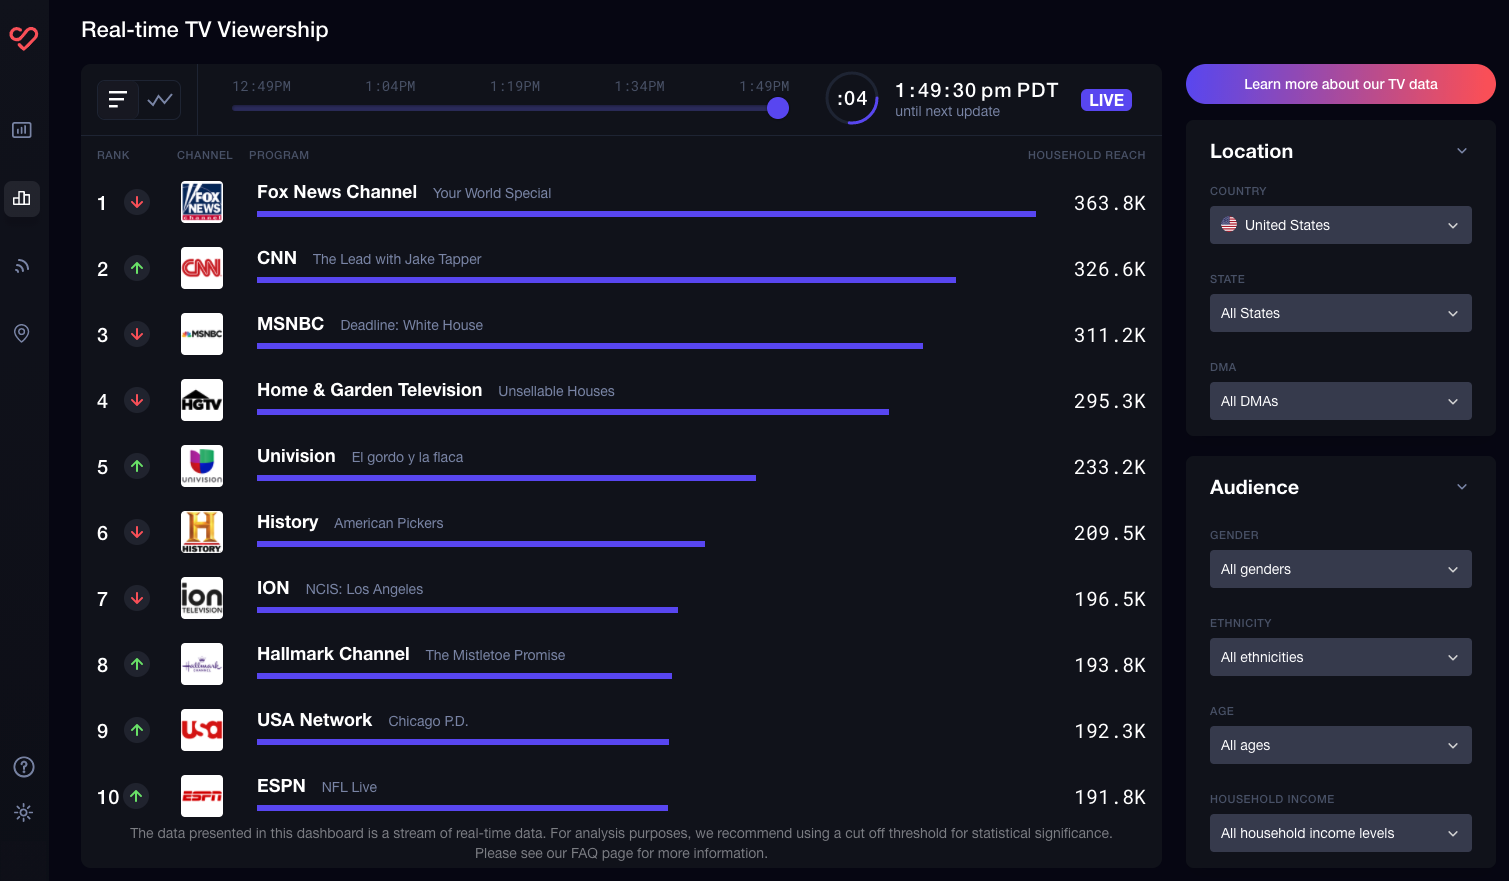 Real-time TV Viewership
12:49PM 1:04PM 1:19PM 1:34PM 1:49PM
:04
1:49:30 pm PDT
until next update
LIVE
RANK CHANNEL PROGRAM HOUSEHOLD REACH
1 FOX NEWS channel Fox News Channel Your World Special 363.8K
2 CNN CNN The Lead with Jake Tapper 326.6K
3 MSNBC MSNBC Deadline: White House 311.2K
4 HGTV Home & Garden Television Unsellable Houses 295.3K
5 UNIVISION Univision El gordo y la flaca 233.2K
6 H HISTORY History American Pickers 209.5K
7 ion TELEVISION ION NCIS: Los Angeles 196.5K
8 Hallmark CHANNEL Hallmark Channel The Mistletoe Promise 193.8K
9 usa USA Network Chicago P.D. 192.3K
10 ESPN ESPN NFL Live 191.8K
The data presented in this dashboard is a stream of real-time data. For analysis purposes, we recommend using a cut off threshold for statistical significance.
Please see our FAQ page for more information.
Learn more about our TV data
Location
COUNTRY
United States
STATE
All States
DMA
All DMAs
Audience
GENDER
All genders
ETHNICITY
All ethnicities
AGE
All ages
HOUSEHOLD INCOME
All household income levels